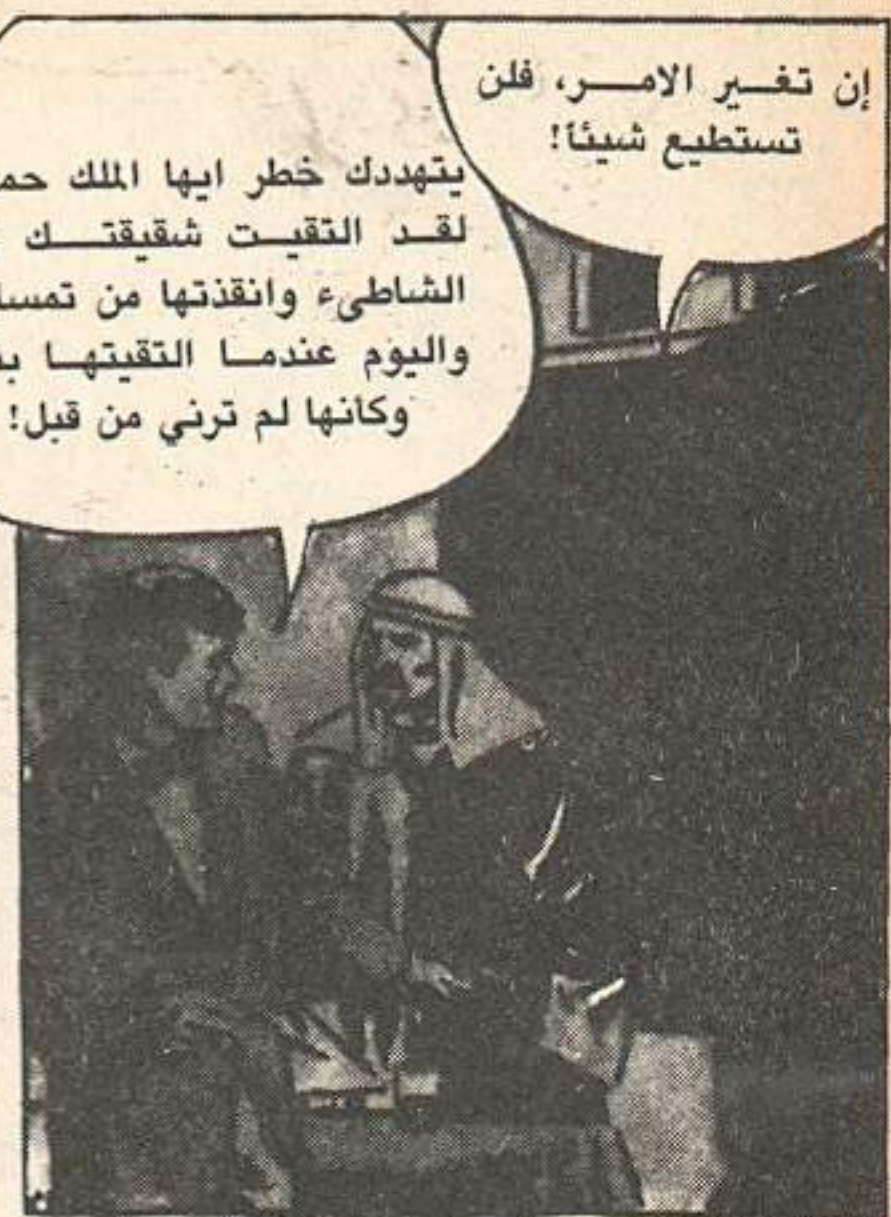 إن تغيير الامر، فلن
تستطيع شيئاً!
يتهددك خطر ايها الملك
لقد التقيت شقيقتك
الشاطىء وانقذتها من
واليوم عندما التقيتها
وكأنها لم ترني من قبل!